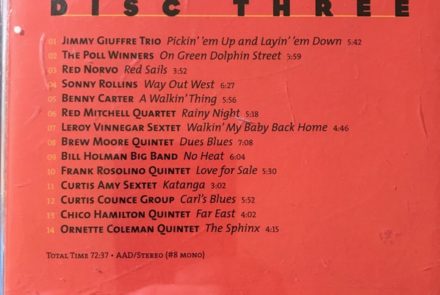 DISC THREE
01 JIMMY GIUFFRE TRIO Pickin' 'em Up and Layin' 'em Down 5:42
02 THE POLL WINNERS On Green Dolphin Street 5:59
03 RED NORVO Red Sails 3:52
04 SONNY ROLLINS Way Out West 6:27
05 BENNY CARTER A Walkin' Thing 5:56
06 RED MITCHELL QUARTET Rainy Night 5:18
07 LEROY VINNEGAR SEXTET Walkin' My Baby Back Home 4:46
08 BREW MOORE QUINTET Dues Blues 7:08
09 BILL HOLMAN BIG BAND No Heat 6:04
10 FRANK ROSOLINO QUINTET Love for Sale 5:30
11 CURTIS AMY SEXTET Katanga 3:02
12 CURTIS COUNCE GROUP Carl's Blues 5:52
13 CHICO HAMILTON QUINTET Far East 4:02
14 ORNETTE COLEMAN QUINTET The Sphinx 4:15
TOTAL TIME 72:37 • AAD/STEREO (#8 MONO)